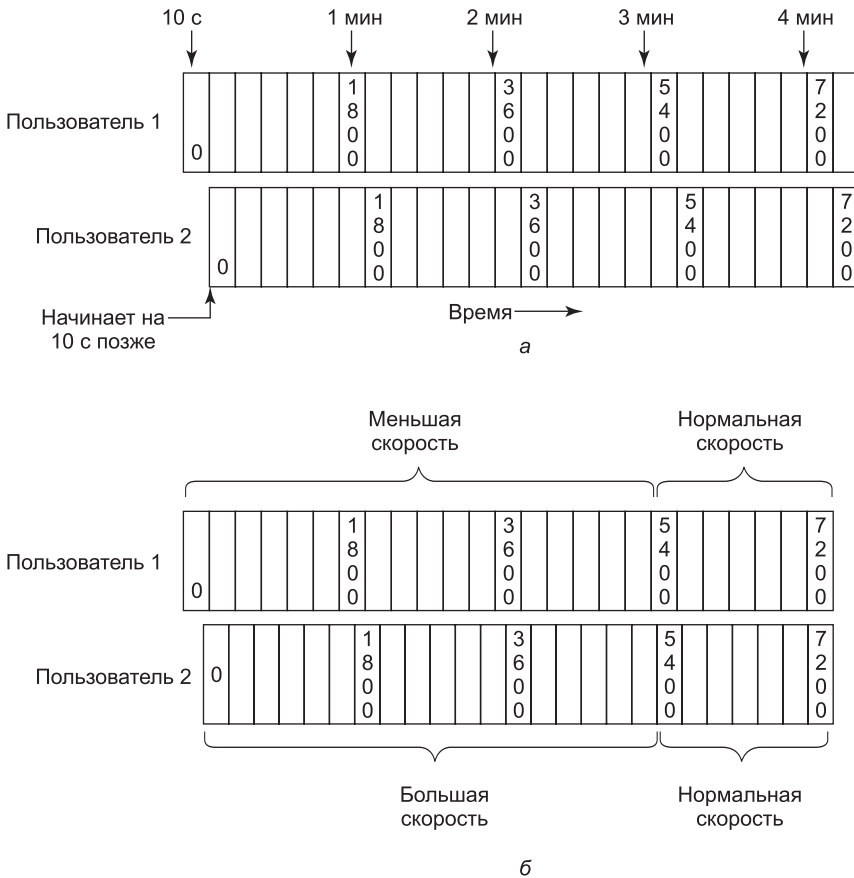 10 с 1 мин 2 мин 3 мин 4 мин
Пользователь 1
0 1800 3600 5400 7200
Пользователь 2
0 1800 3600 5400 7200
Начинает на
10 с позже
Время
а
Меньшая
скорость
Нормальная
скорость
Пользователь 1
0 1800 3600 5400 7200
Пользователь 2
0 1800 3600 5400 7200
Большая
скорость
Нормальная
скорость
б